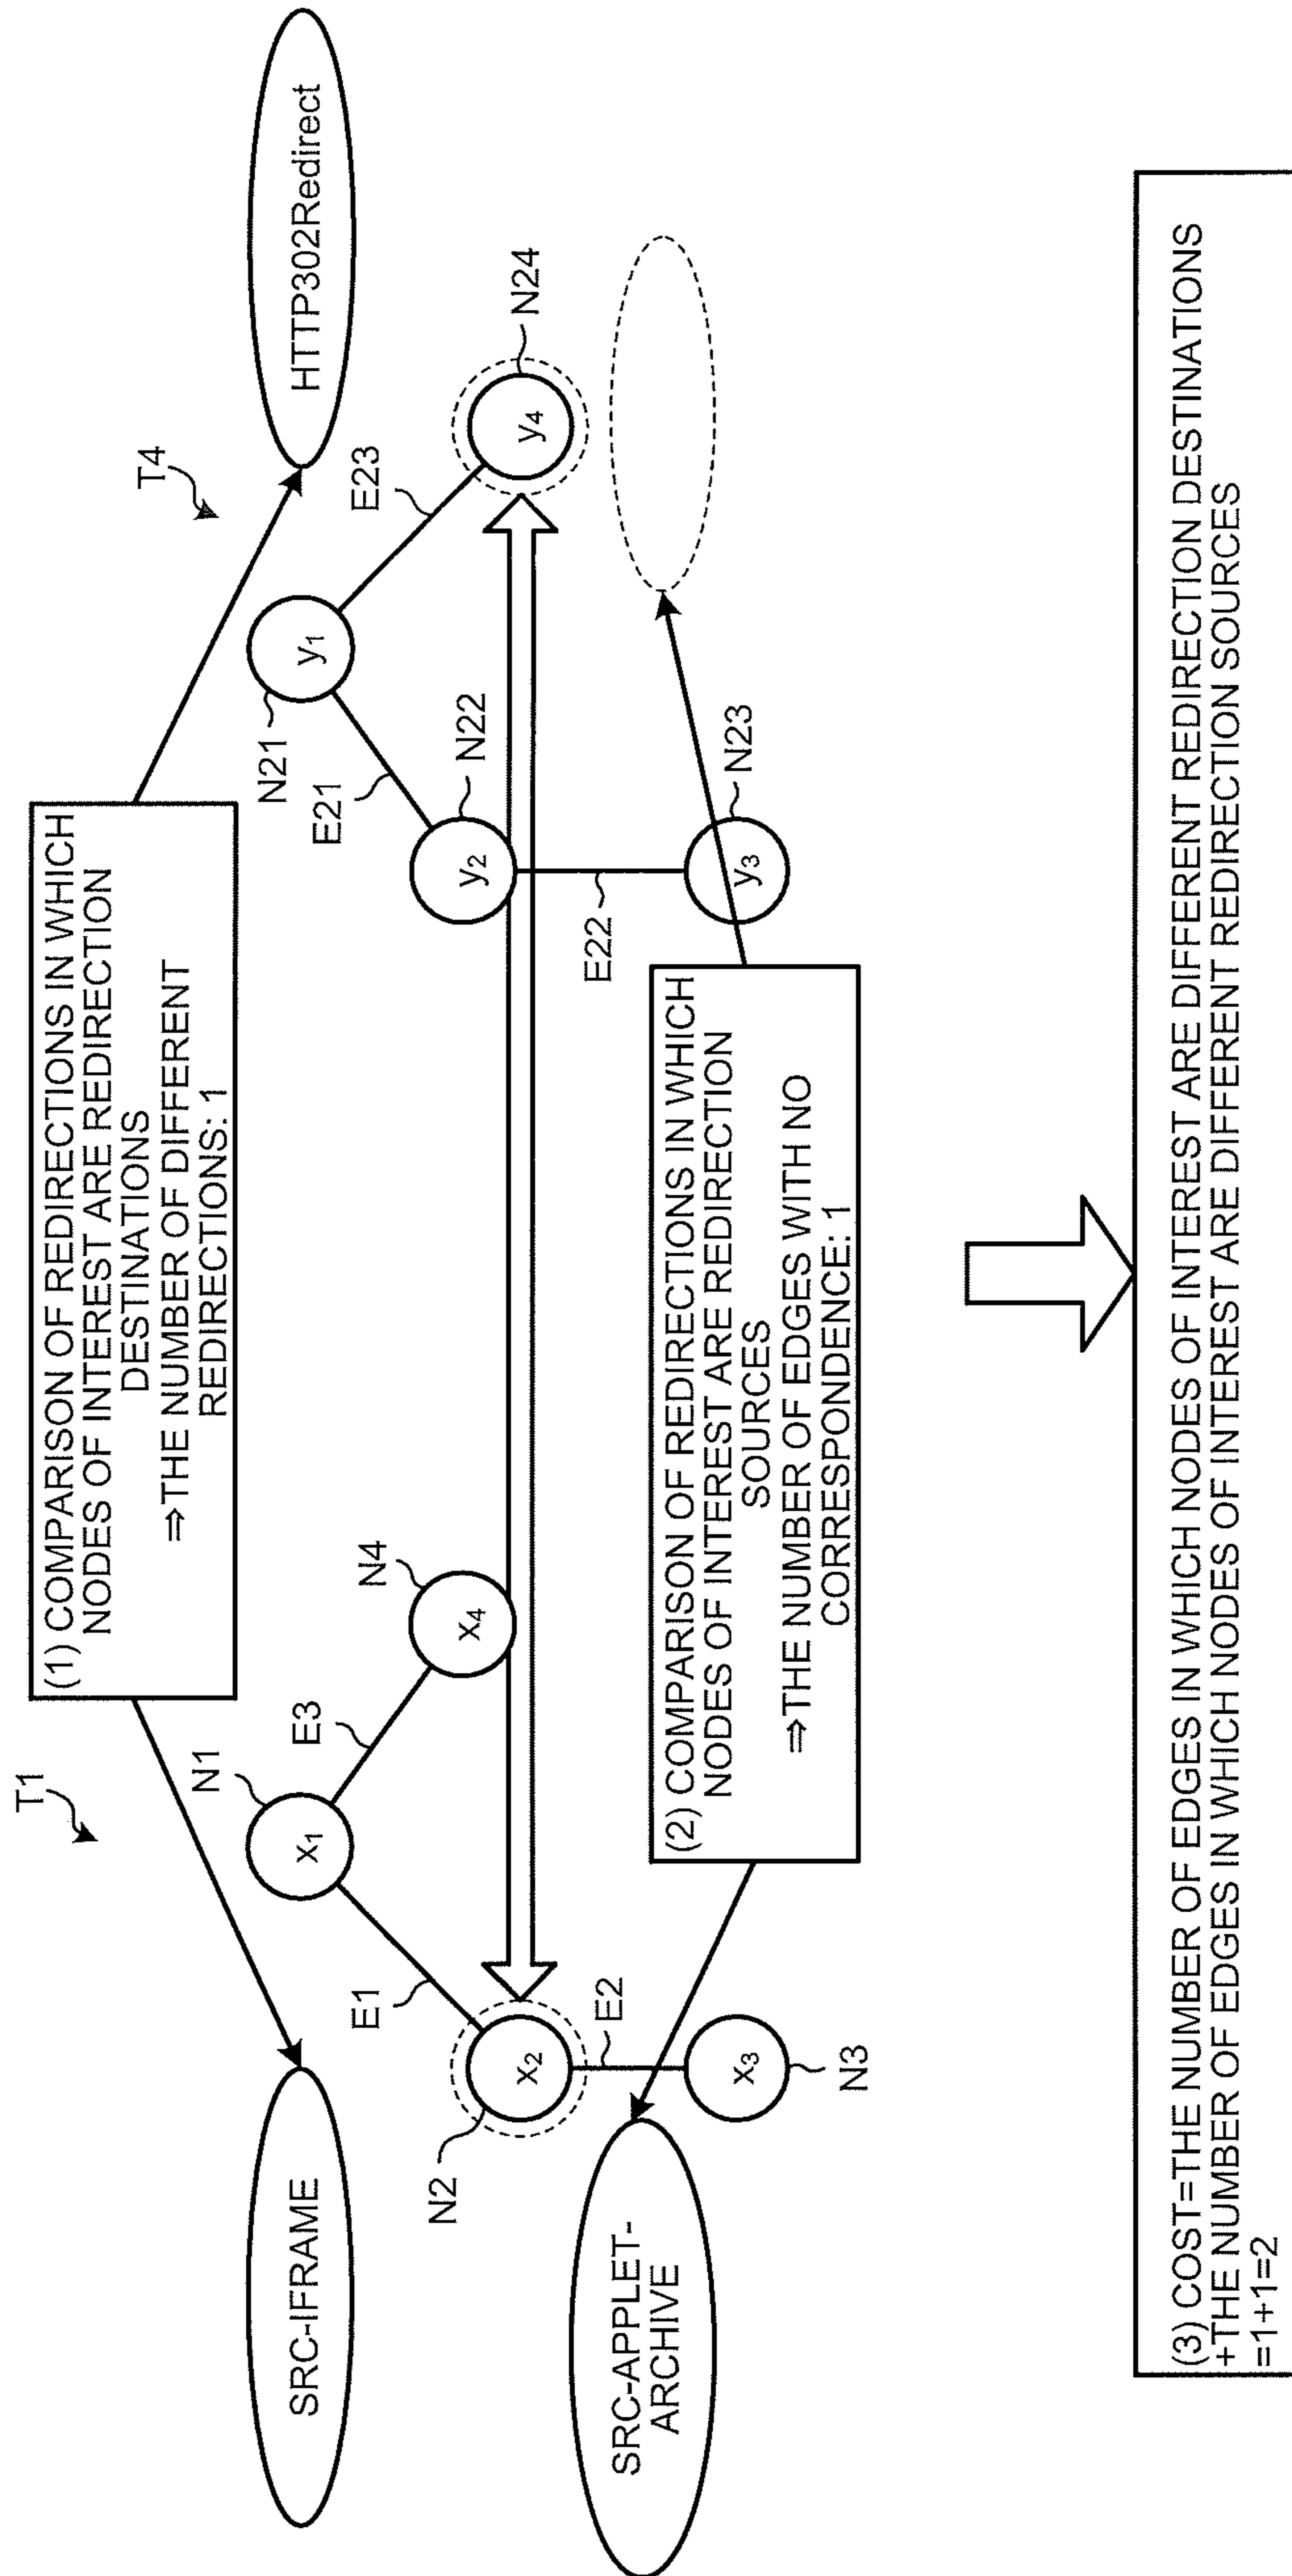 T1
T4
(1) COMPARISON OF REDIRECTIONS IN WHICH
NODES OF INTEREST ARE REDIRECTION
DESTINATIONS
⇒THE NUMBER OF DIFFERENT
REDIRECTIONS: 1
SRC-IFRAME
N1
x₁
E3
N4
x₄
E1
N2
x₂
E2
x₃
N3
SRC-APPLET-
ARCHIVE
HTTP302Redirect
N21
y₁
E21
E23
N22
y₂
y₄
N24
E22
N23
y₃
(2) COMPARISON OF REDIRECTIONS IN WHICH
NODES OF INTEREST ARE REDIRECTION
SOURCES
⇒THE NUMBER OF EDGES WITH NO
CORRESPONDENCE: 1
(3) COST=THE NUMBER OF EDGES IN WHICH NODES OF INTEREST ARE DIFFERENT REDIRECTION DESTINATIONS
+THE NUMBER OF EDGES IN WHICH NODES OF INTEREST ARE DIFFERENT REDIRECTION SOURCES
=1+1=2